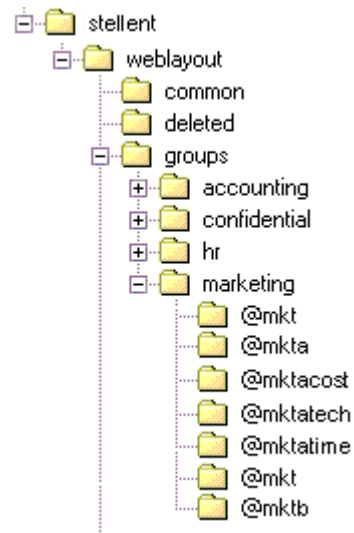 stellent
weblayout
common
deleted
groups
accounting
confidential
hr
marketing
@mkt
@mkta
@mktacost
@mktatech
@mktatime
@mkt
@mktb